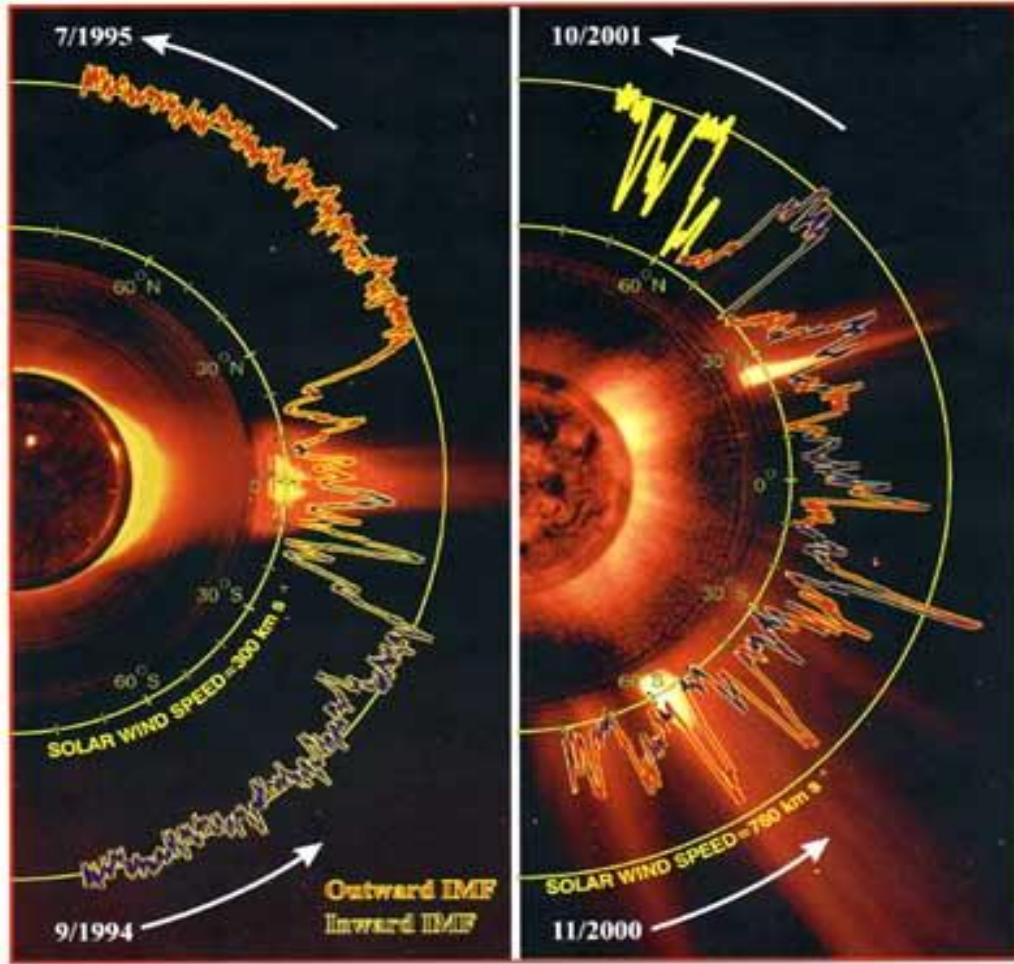 7/1995
60° N
30° N
0°
30° S
60° S
SOLAR WIND SPEED = 300 km s
Outward IMF
Inward IMF
9/1994
10/2001
60° N
30° N
0°
30° S
60° S
SOLAR WIND SPEED = 760 km s
11/2000